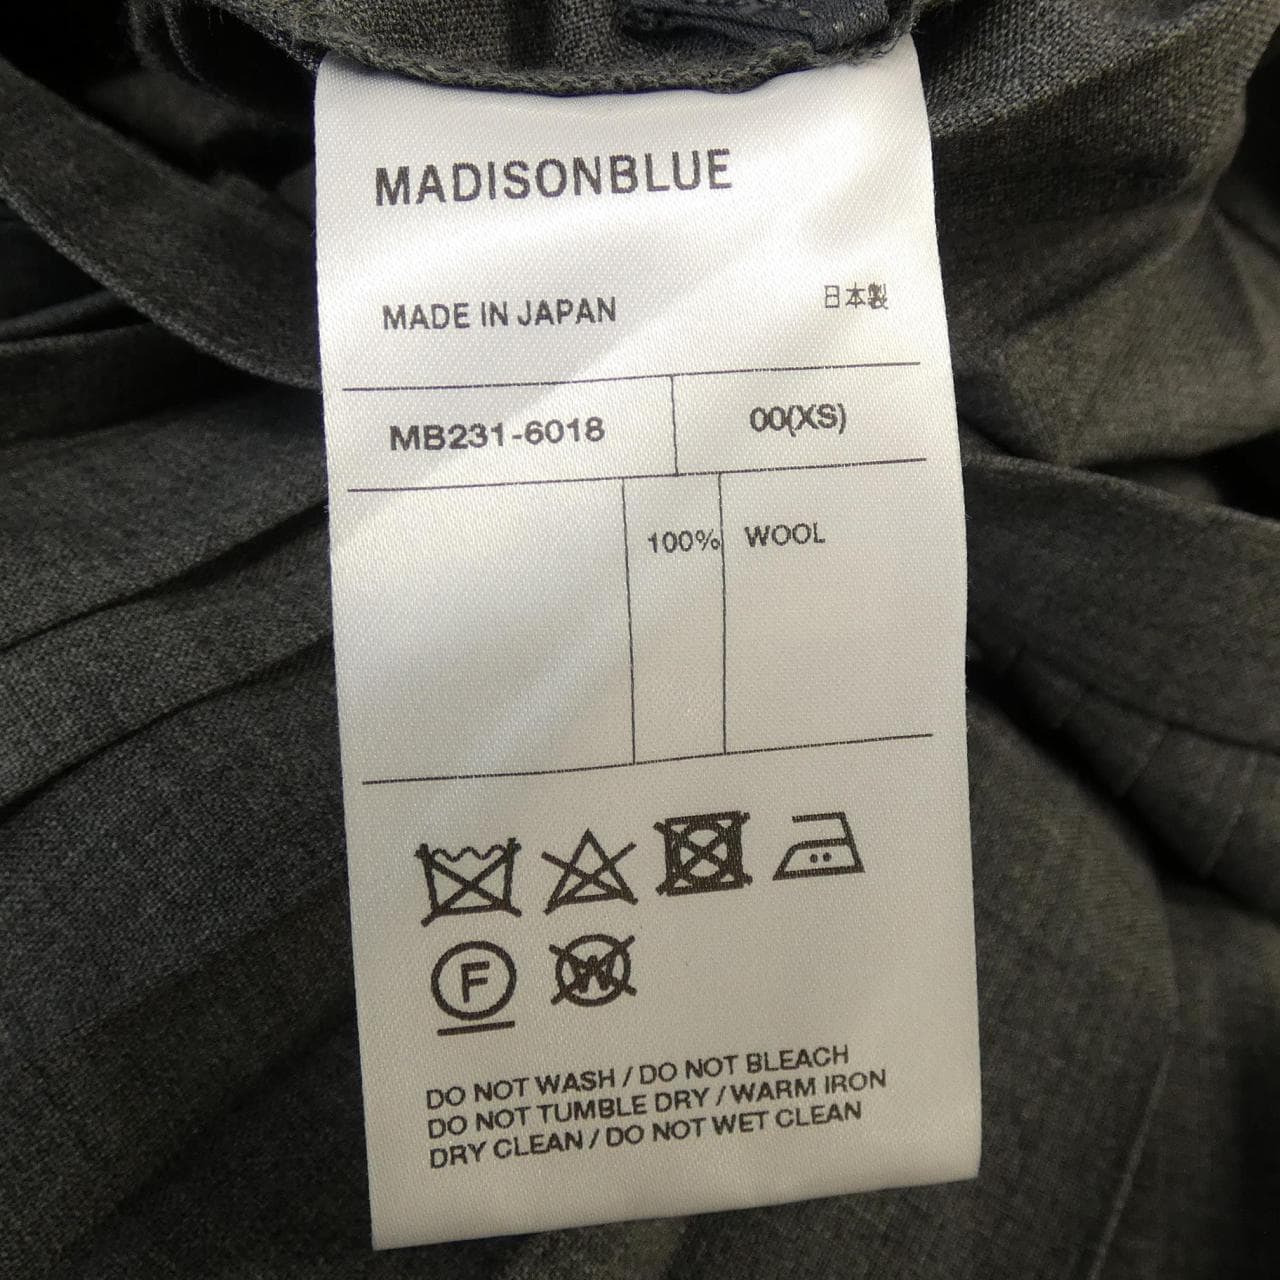 MADISONBLUE
MADE IN JAPAN 日本製
MB231-6018 00(XS)
100% WOOL
F W
DO NOT WASH / DO NOT BLEACH
DO NOT TUMBLE DRY / WARM IRON
DRY CLEAN / DO NOT WET CLEAN